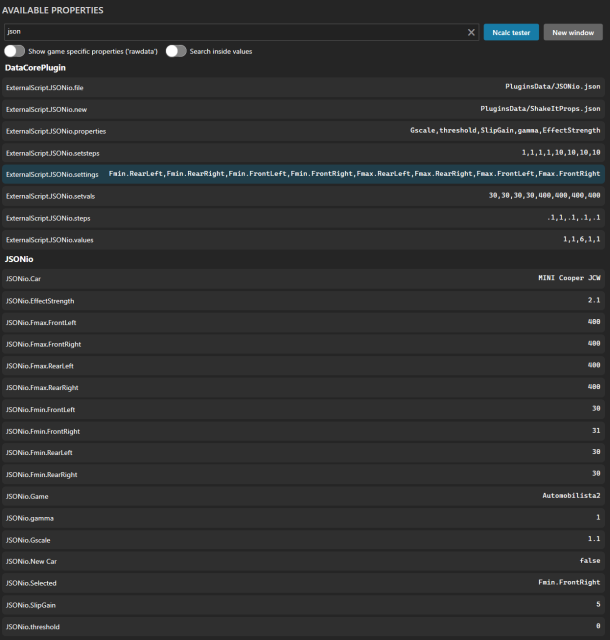 AVAILABLE PROPERTIES
json
Ncalc tester
New window
Show game specific properties ('rawdata')
Search inside values
DataCorePlugin
ExternalScript.JSONio.file PluginsData/JSONio.json
ExternalScript.JSONio.new PluginsData/ShakeItProps.json
ExternalScript.JSONio.properties Gscale,threshold,SlipGain,gamma,EffectStrength
ExternalScript.JSONio.setsteps 1,1,1,1,10,10,10,10
ExternalScript.JSONio.settings Fmin.RearLeft,Fmin.RearRight,Fmin.FrontLeft,Fmin.FrontRight,Fmax.RearLeft,Fmax.RearRight,Fmax.FrontLeft,Fmax.FrontRight
ExternalScript.JSONio.setvals 30,30,30,30,400,400,400,400
ExternalScript.JSONio.steps .1,1,.1,.1,.1
ExternalScript.JSONio.values 1,1,6,1,1
JSONio
JSONio.Car MINI Cooper JCW
JSONio.EffectStrength 2.1
JSONio.Fmax.FrontLeft 400
JSONio.Fmax.FrontRight 400
JSONio.Fmax.RearLeft 400
JSONio.Fmax.RearRight 400
JSONio.Fmin.FrontLeft 30
JSONio.Fmin.FrontRight 31
JSONio.Fmin.RearLeft 30
JSONio.Fmin.RearRight 30
JSONio.Game Automobilista2
JSONio.gamma 1
JSONio.Gscale 1.1
JSONio.New Car false
JSONio.Selected Fmin.FrontRight
JSONio.SlipGain 5
JSONio.threshold 0